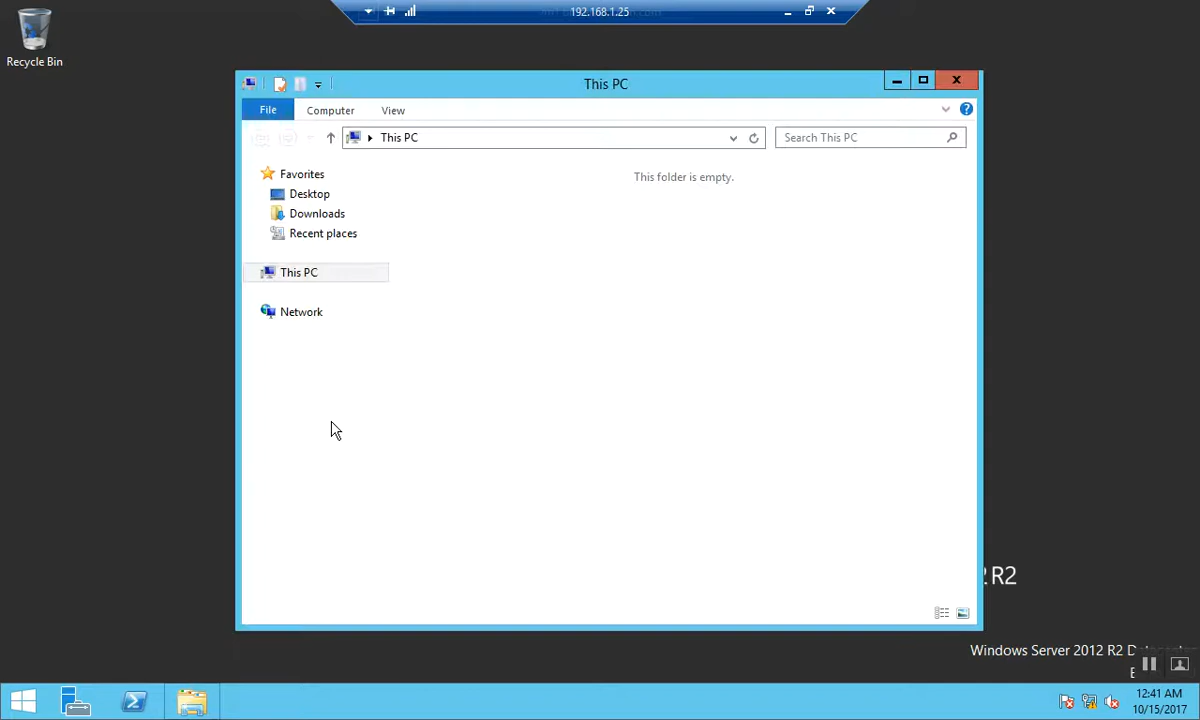 Recycle Bin
192.168.1.25
This PC
File
Computer
View
This PC
Search This PC
Favorites
Desktop
Downloads
Recent places
This PC
Network
This folder is empty.
R2
Windows Server 2012 R2
12:41 AM
10/15/2017